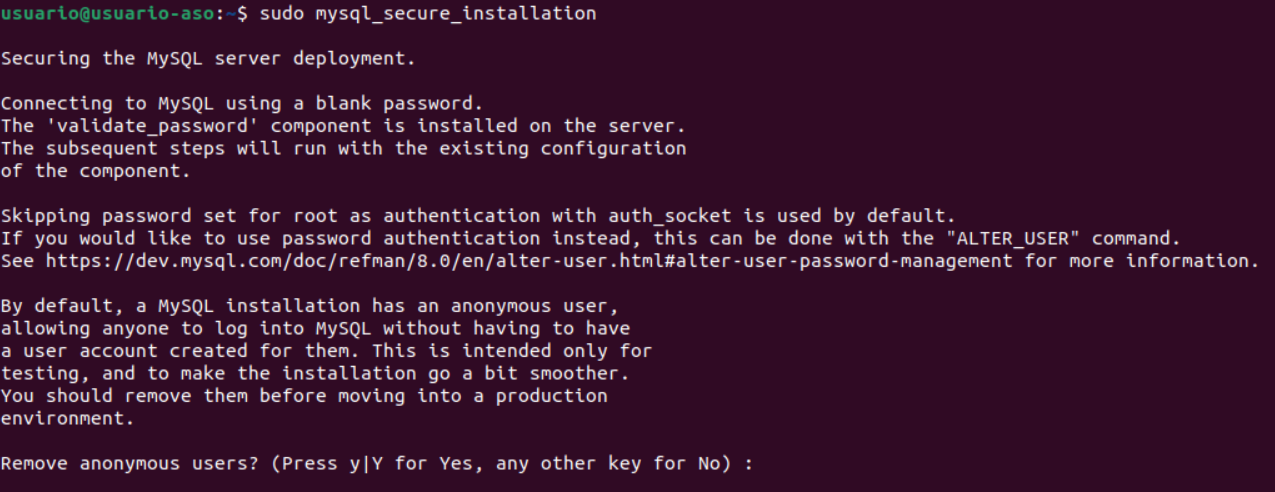 usuario@usuario-aso:~$ sudo mysql_secure_installation
Securing the MySQL server deployment.
Connecting to MySQL using a blank password.
The 'validate_password' component is installed on the server.
The subsequent steps will run with the existing configuration
of the component.
Skipping password set for root as authentication with auth_socket is used by default.
If you would like to use password authentication instead, this can be done with the "ALTER_USER" command.
See https://dev.mysql.com/doc/refman/8.0/en/alter-user.html#alter-user-password-management for more information.
By default, a MySQL installation has an anonymous user,
allowing anyone to log into MySQL without having to have
a user account created for them. This is intended only for
testing, and to make the installation go a bit smoother.
You should remove them before moving into a production
environment.
Remove anonymous users? (Press y|Y for Yes, any other key for No) :